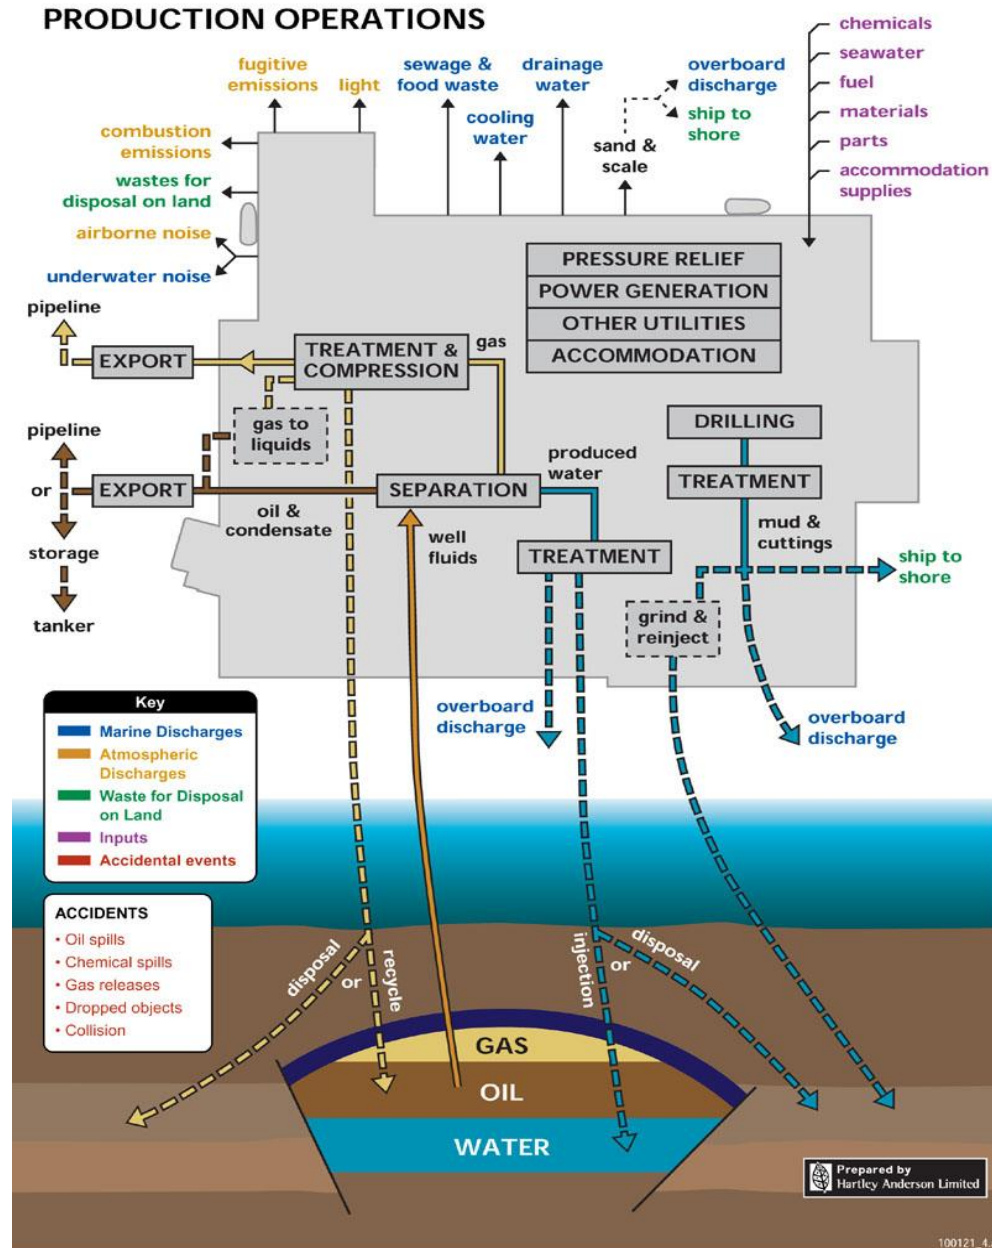 PRODUCTION OPERATIONS
fugitive
emissions
light
sewage &
food waste
cooling
water
drainage
water
overboard
discharge
ship to
shore
sand &
scale
chemicals
seawater
fuel
materials
parts
accommodation
supplies
combustion
emissions
wastes for
disposal on land
airborne noise
underwater noise
PRESSURE RELIEF
POWER GENERATION
OTHER UTILITIES
ACCOMMODATION
pipeline
EXPORT
TREATMENT &
COMPRESSION
gas
gas to
liquids
pipeline
or
storage
tanker
EXPORT
oil &
condensate
SEPARATION
well
fluids
produced
water
TREATMENT
DRILLING
TREATMENT
mud &
cuttings
ship to
shore
grind &
reinject
overboard
discharge
overboard
discharge
Key
Marine Discharges
Atmospheric
Discharges
Waste for Disposal
on Land
Inputs
Accidental events
ACCIDENTS
• Oil spills
• Chemical spills
• Gas releases
• Dropped objects
• Collision
disposal
or
recycle
injection
or
disposal
GAS
OIL
WATER
Prepared by
Hartley Anderson Limited
100121_4.